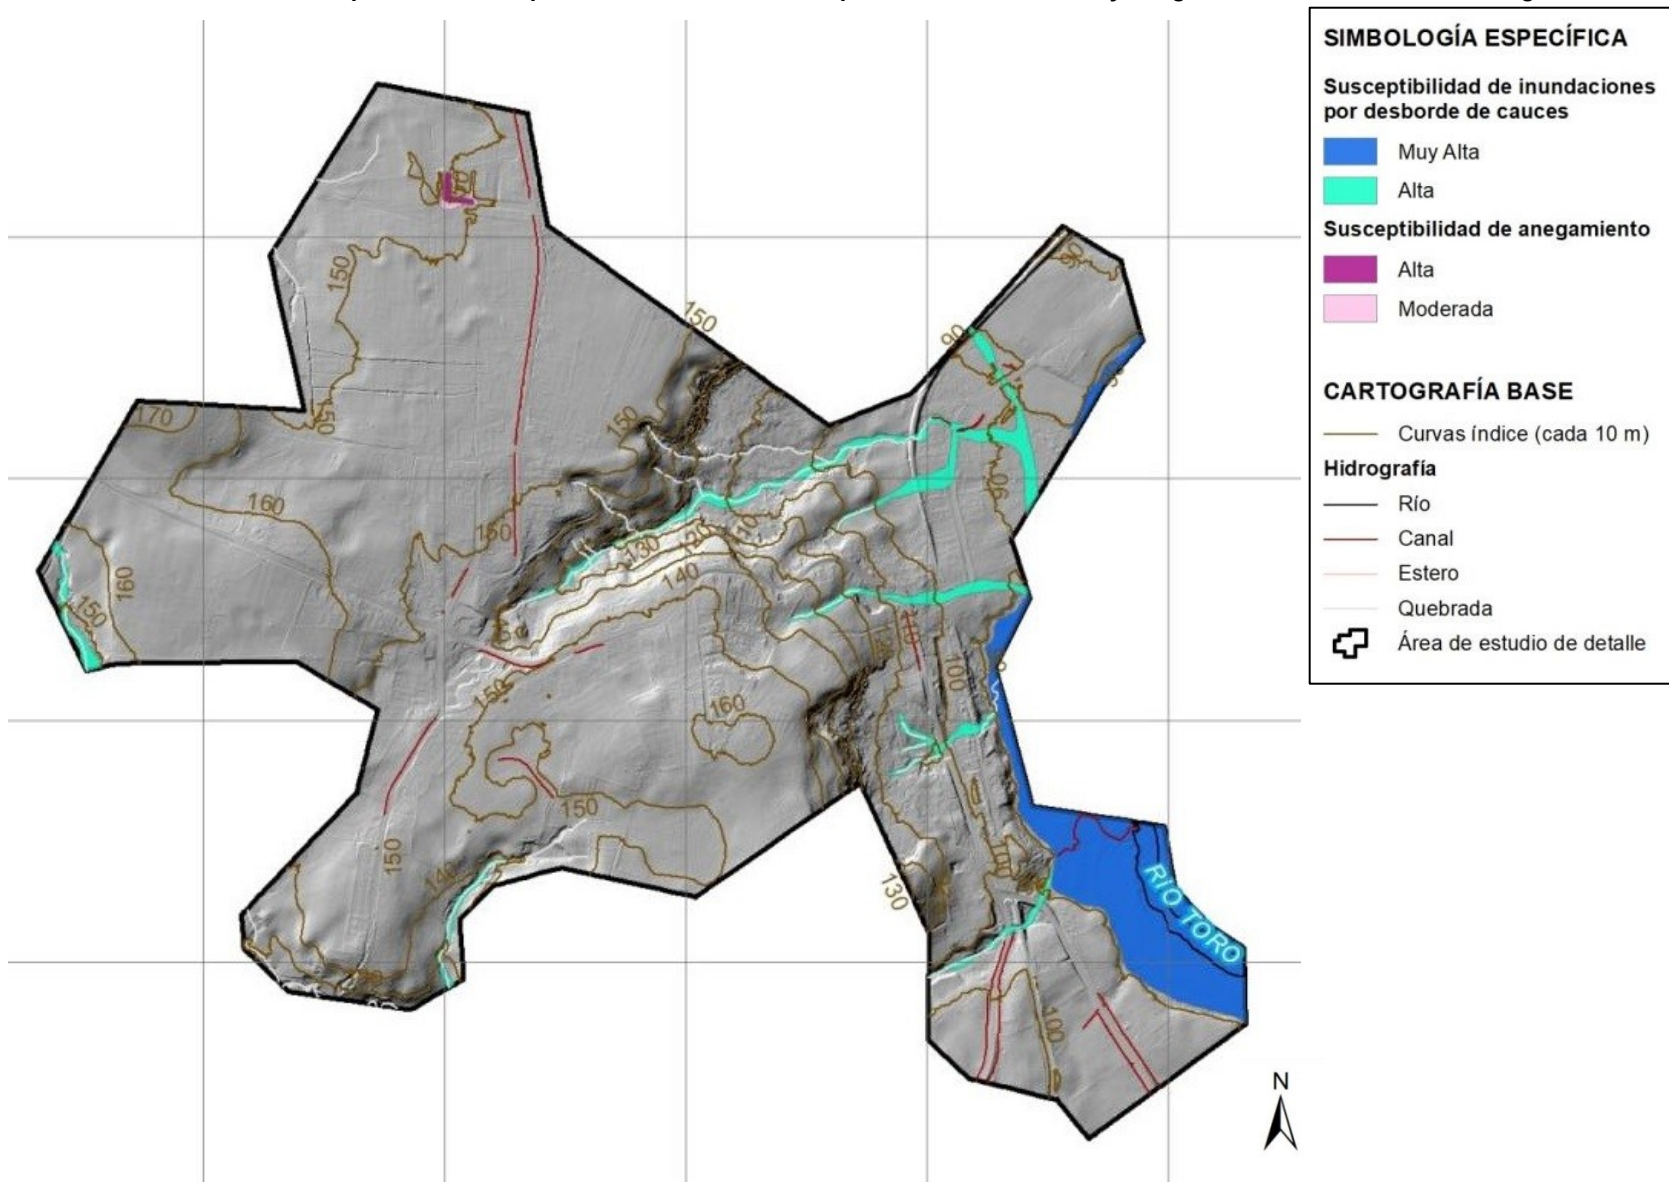 SIMBOLOGÍA ESPECÍFICA
Susceptibilidad de inundaciones
por desborde de cauces
Muy Alta
Alta
Susceptibilidad de anegamiento
Alta
Moderada
CARTOGRAFÍA BASE
Curvas índice (cada 10 m)
Hidrografía
Río
Canal
Estero
Quebrada
Área de estudio de detalle
150
150
90
150
170
150
160
150
90
130
120
110
140
160
150
150
100
160
150
150
140
130
RÍO TORO
100
N